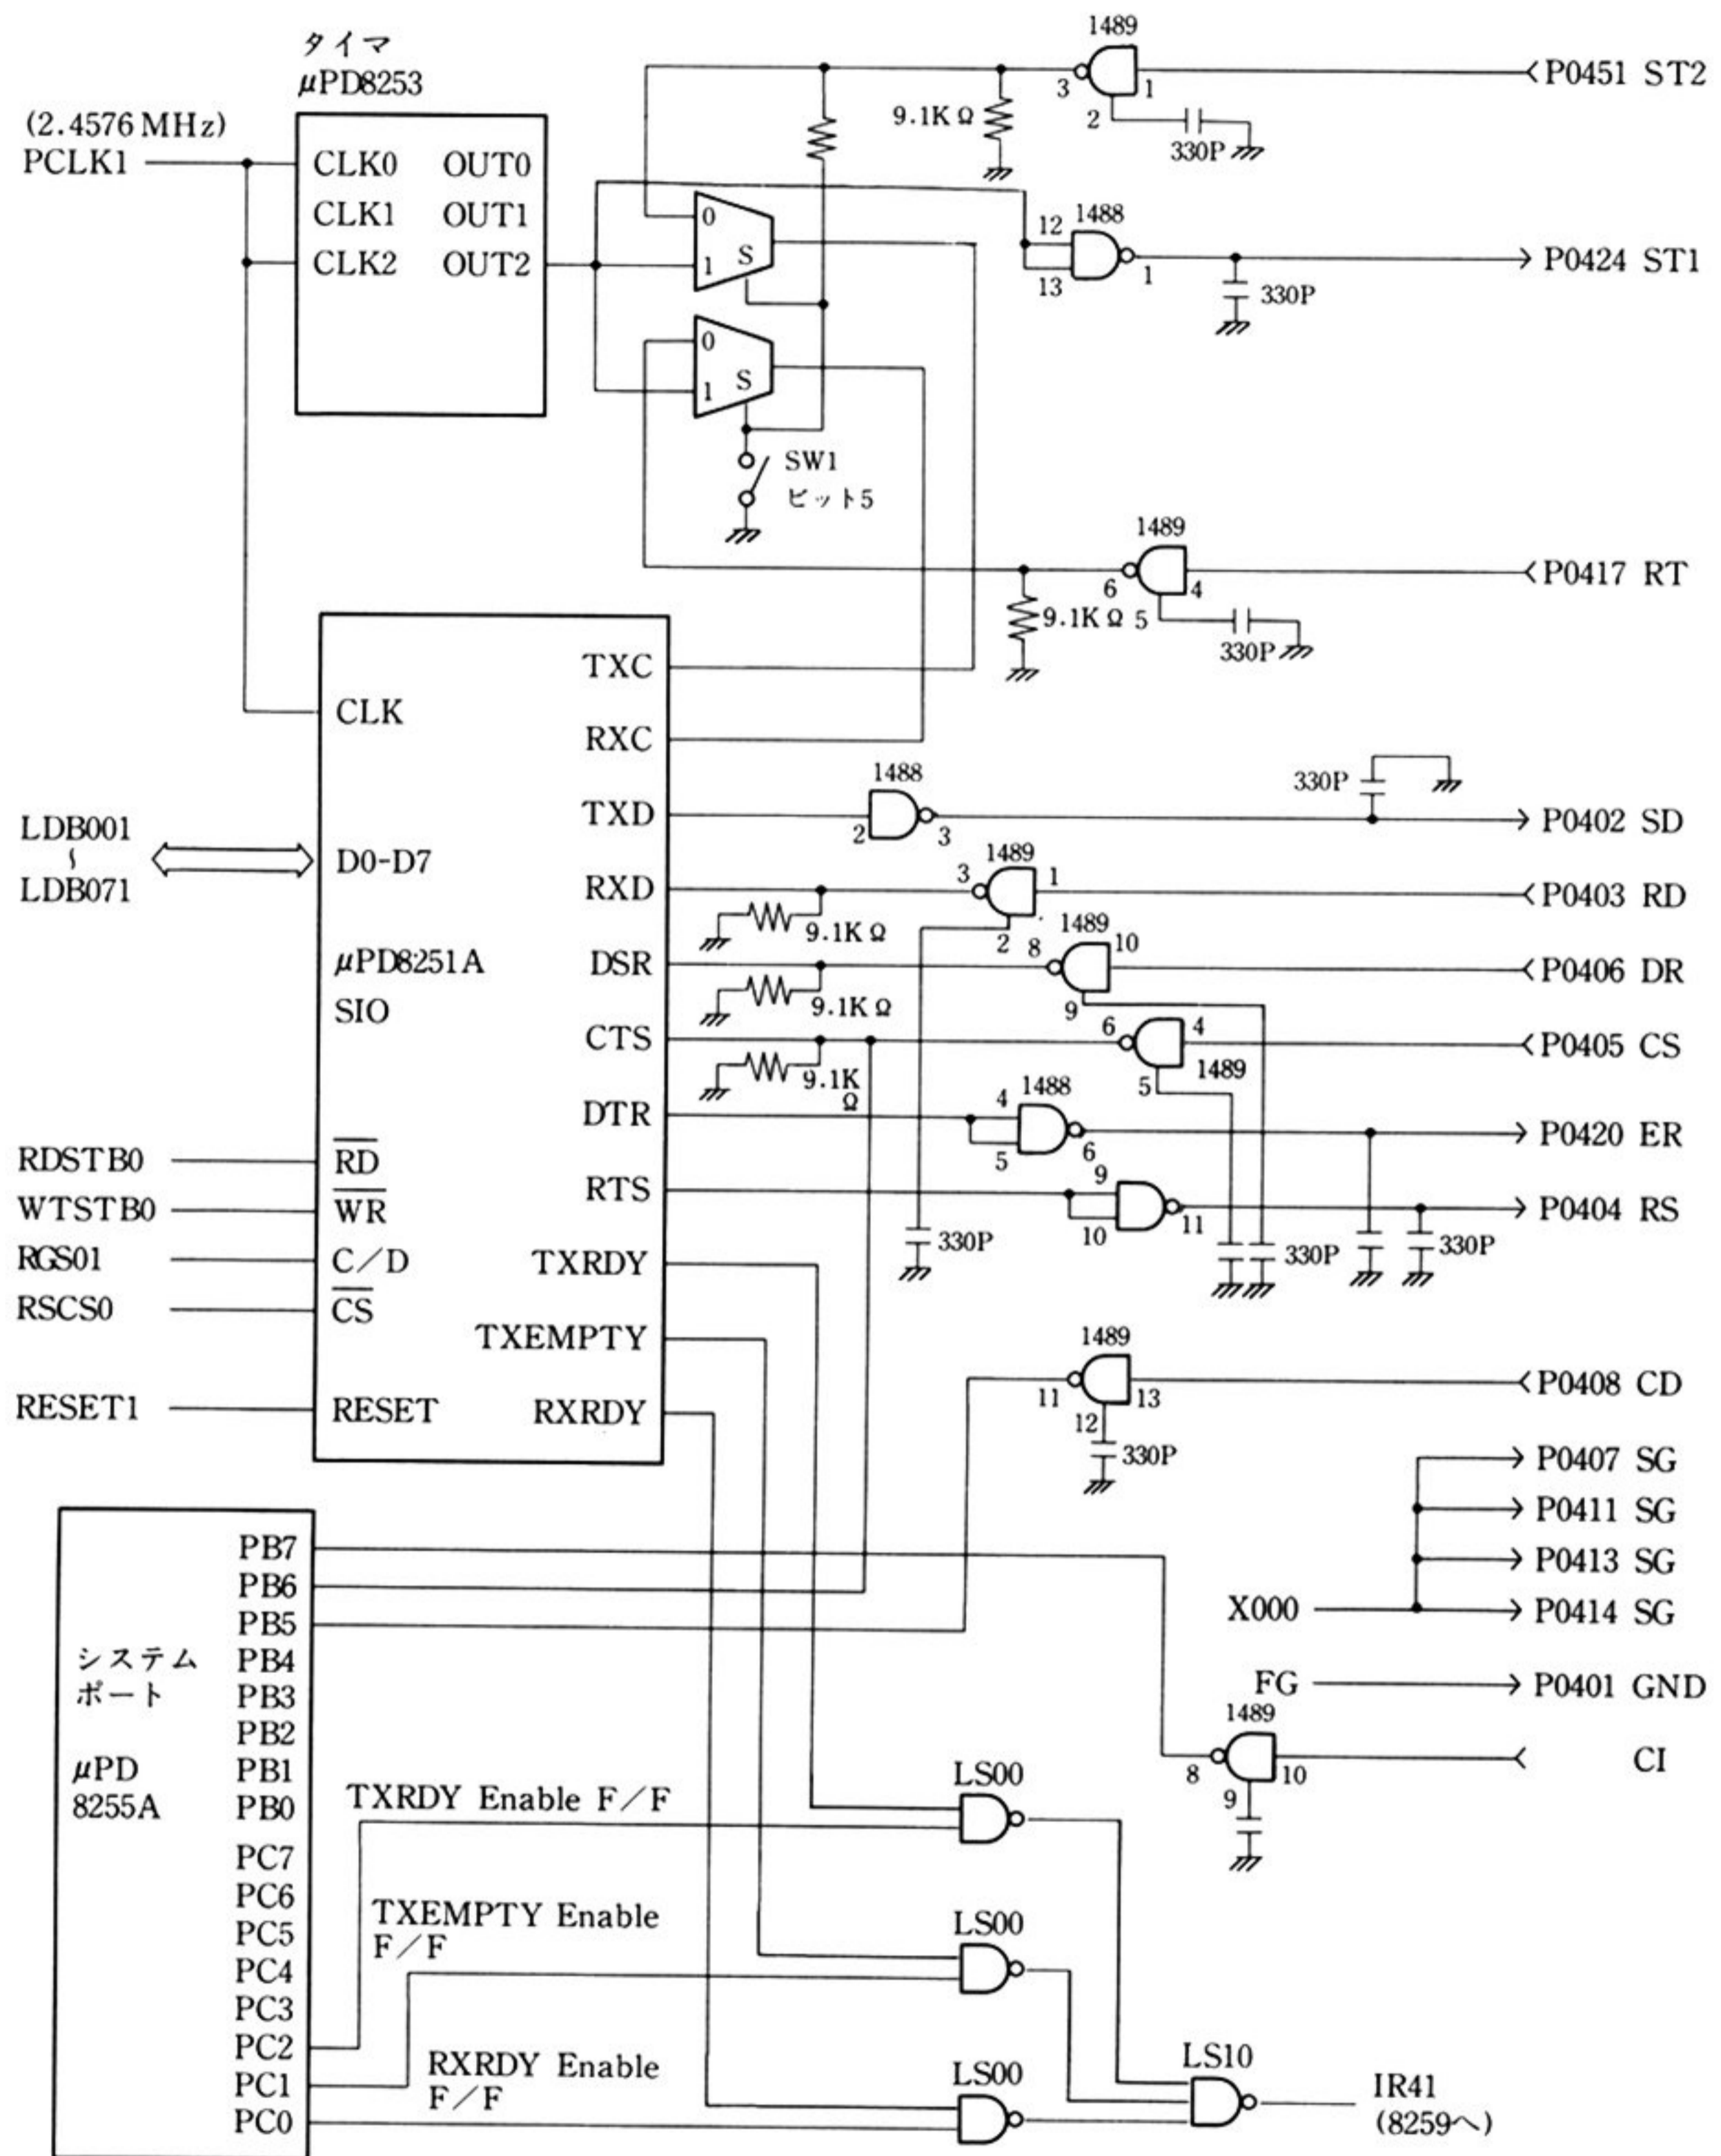 タイマ
μPD8253
(2.4576MHz)
PCLK1
CLK0 OUT0
CLK1 OUT1
CLK2 OUT2
1489
3
1
2
9.1KΩ
330P
P0451 ST2
0
1
S
12
13
1488
1
330P
P0424 ST1
0
1
S
SW1
ビット5
1489
6
4
5
9.1KΩ
330P
P0417 RT
TXC
CLK
RXC
TXD
1488
2
3
330P
P0402 SD
LDB001
〜
LDB071
D0-D7
RXD
3
1489
1
2
9.1KΩ
P0403 RD
μPD8251A
SIO
DSR
9.1KΩ
8
1489
10
9
P0406 DR
CTS
9.1K
Ω
6
4
1489
5
P0405 CS
DTR
4
5
1488
6
P0420 ER
RDSTB0
RD
WTSTB0
WR
RTS
9
10
11
P0404 RS
RGS01
C/D
RSCS0
CS
TXRDY
330P
330P
330P
TXEMPTY
RESET1
RESET
RXRDY
1489
11
13
12
330P
P0408 CD
P0407 SG
P0411 SG
P0413 SG
X000
P0414 SG
FG
P0401 GND
1489
8
10
9
CI
システム
ポート
μPD
8255A
PB7
PB6
PB5
PB4
PB3
PB2
PB1
PB0
PC7
PC6
PC5
PC4
PC3
PC2
PC1
PC0
TXRDY Enable F/F
LS00
TXEMPTY Enable
F/F
LS00
RXRDY Enable
F/F
LS00
LS10
IR41
(8259へ)